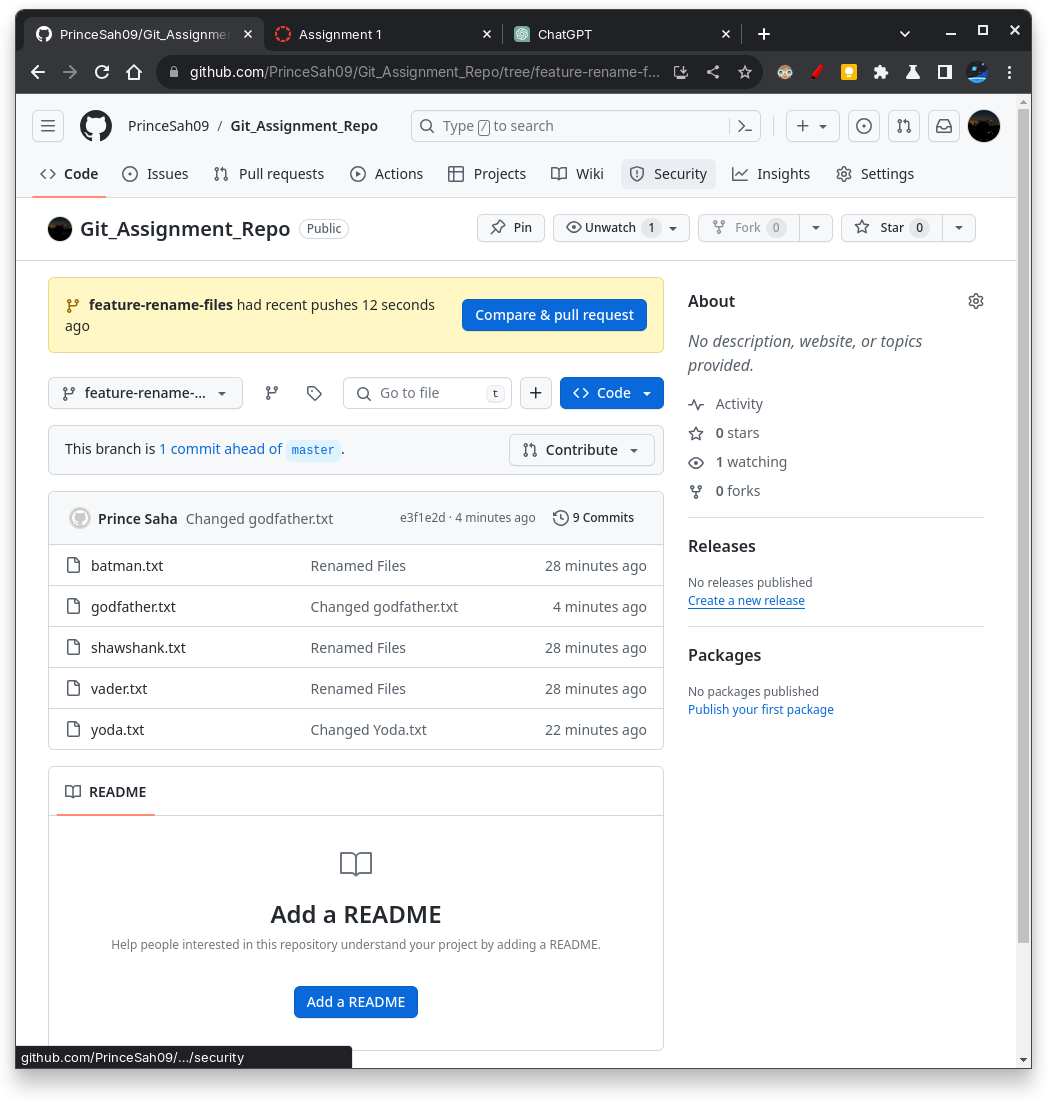 PrinceSah09/Git_Assignme
Assignment 1
ChatGPT
github.com/PrinceSah09/Git_Assignment_Repo/tree/feature-rename-f...
PrinceSah09 / Git_Assignment_Repo
Type / to search
Code Issues Pull requests Actions Projects Wiki Security Insights Settings
Git_Assignment_Repo Public Pin Unwatch 1 Fork 0 Star 0
feature-rename-files had recent pushes 12 seconds
ago
Compare & pull request
feature-rename-... Go to file t + Code
This branch is 1 commit ahead of master.
Contribute
Prince Saha Changed godfather.txt e3f1e2d · 4 minutes ago 9 Commits
batman.txt Renamed Files 28 minutes ago
godfather.txt Changed godfather.txt 4 minutes ago
shawshank.txt Renamed Files 28 minutes ago
vader.txt Renamed Files 28 minutes ago
yoda.txt Changed Yoda.txt 22 minutes ago
README
Add a README
Help people interested in this repository understand your project by adding a README.
Add a README
About
No description, website, or topics
provided.
Activity
0 stars
1 watching
0 forks
Releases
No releases published
Create a new release
Packages
No packages published
Publish your first package
github.com/PrinceSah09/.../security